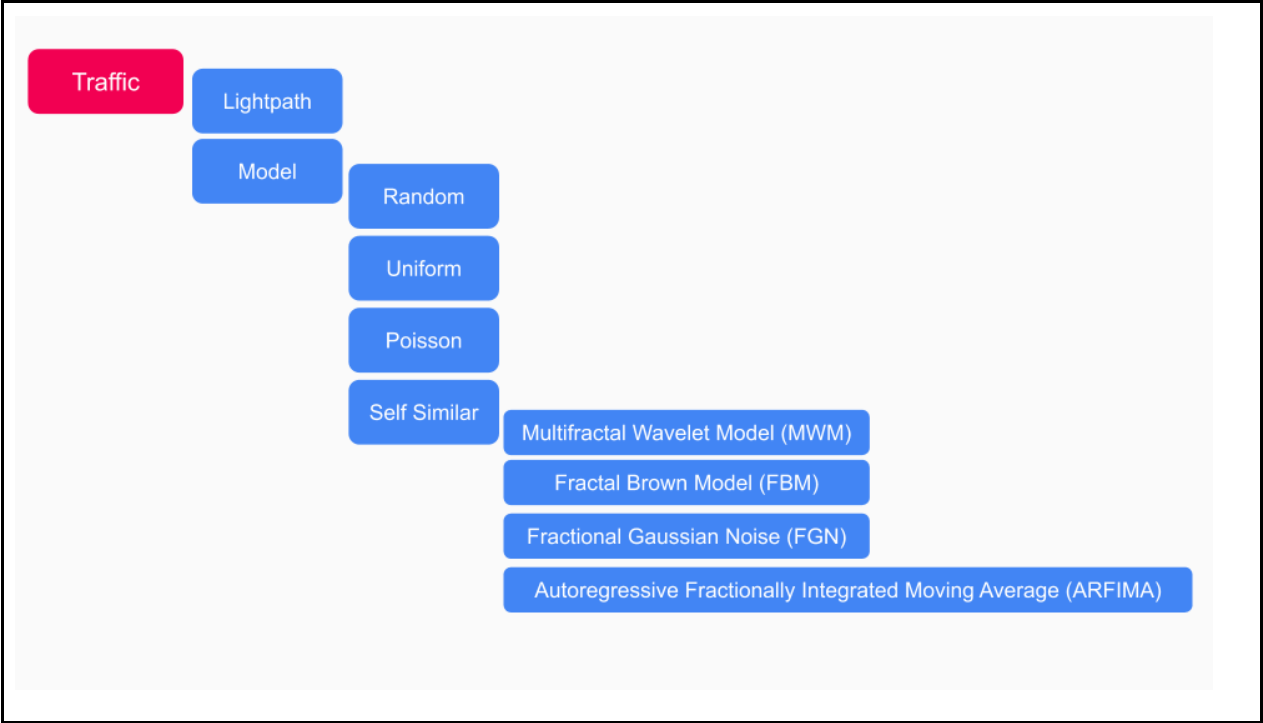 Traffic
Lightpath
Model
Random
Uniform
Poisson
Self Similar
Multifractal Wavelet Model (MWM)
Fractal Brown Model (FBM)
Fractional Gaussian Noise (FGN)
Autoregressive Fractionally Integrated Moving Average (ARFIMA)